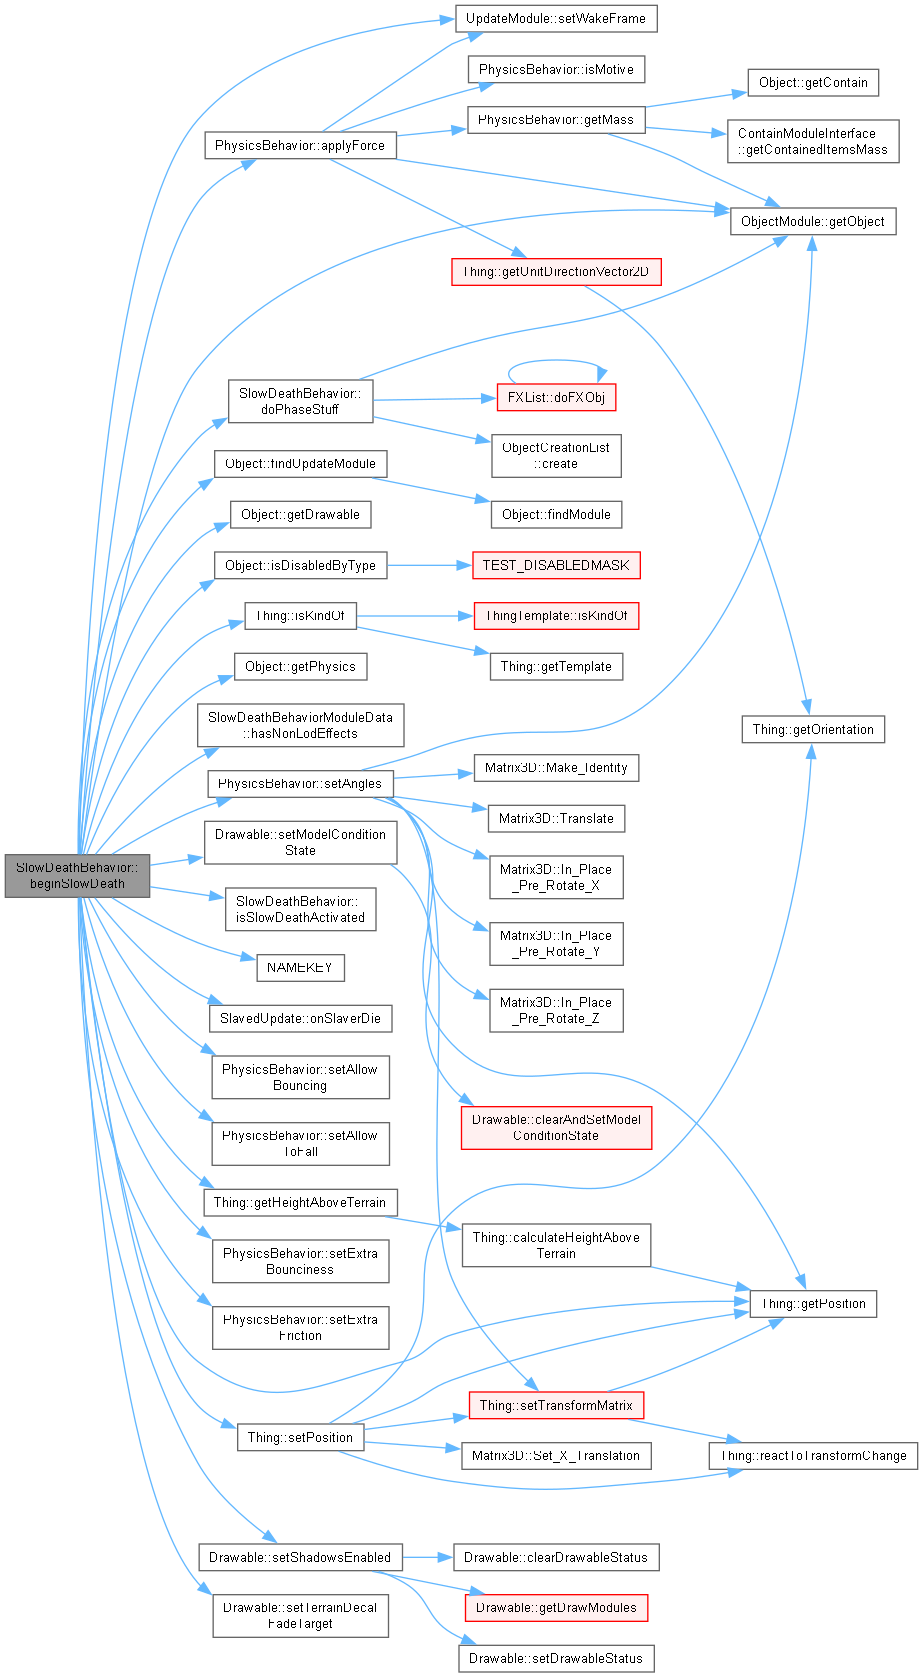 UpdateModule::setWakeFrame
PhysicsBehavior::isMotive
Object::getContain
PhysicsBehavior::getMass
ContainModuleInterface
::getContainedItemsMass
PhysicsBehavior::applyForce
ObjectModule::getObject
Thing::getUnitDirectionVector2D
SlowDeathBehavior::
doPhaseStuff
FXList::doFXObj
ObjectCreationList
::create
Object::findUpdateModule
Object::getDrawable
Object::findModule
Object::isDisabledByType
TEST_DISABLEDMASK
Thing::isKindOf
ThingTemplate::isKindOf
Object::getPhysics
Thing::getTemplate
SlowDeathBehaviorModuleData
::hasNonLodEffects
Thing::getOrientation
PhysicsBehavior::setAngles
Matrix3D::Make_Identity
Matrix3D::Translate
Drawable::setModelCondition
State
SlowDeathBehavior::
beginSlowDeath
Matrix3D::In_Place
_Pre_Rotate_X
SlowDeathBehavior::
isSlowDeathActivated
Matrix3D::In_Place
_Pre_Rotate_Y
NAMEKEY
Matrix3D::In_Place
_Pre_Rotate_Z
SlavedUpdate::onSlaverDie
PhysicsBehavior::setAllow
Bouncing
Drawable::clearAndSetModel
ConditionState
PhysicsBehavior::setAllow
ToFall
Thing::getHeightAboveTerrain
Thing::calculateHeightAbove
Terrain
PhysicsBehavior::setExtra
Bounciness
Thing::getPosition
PhysicsBehavior::setExtra
Friction
Thing::setTransformMatrix
Thing::setPosition
Matrix3D::Set_X_Translation
Thing::reactToTransformChange
Drawable::setShadowsEnabled
Drawable::clearDrawableStatus
Drawable::getDrawModules
Drawable::setTerrainDecal
FadeTarget
Drawable::setDrawableStatus